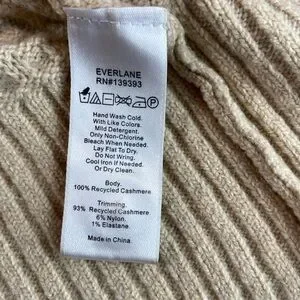 EVERLANE
RN#139393
Hand Wash Cold.
With Like Colors.
Mild Detergent.
Only Non-Chlorine
Bleach When Needed.
Lay Flat To Dry.
Do Not Wring.
Cool Iron If Needed.
Or Dry Clean.
Body.
100% Recycled Cashmere
Trimming.
93% Recycled Cashmere
6% Nylon.
1% Elastane.
Made in China